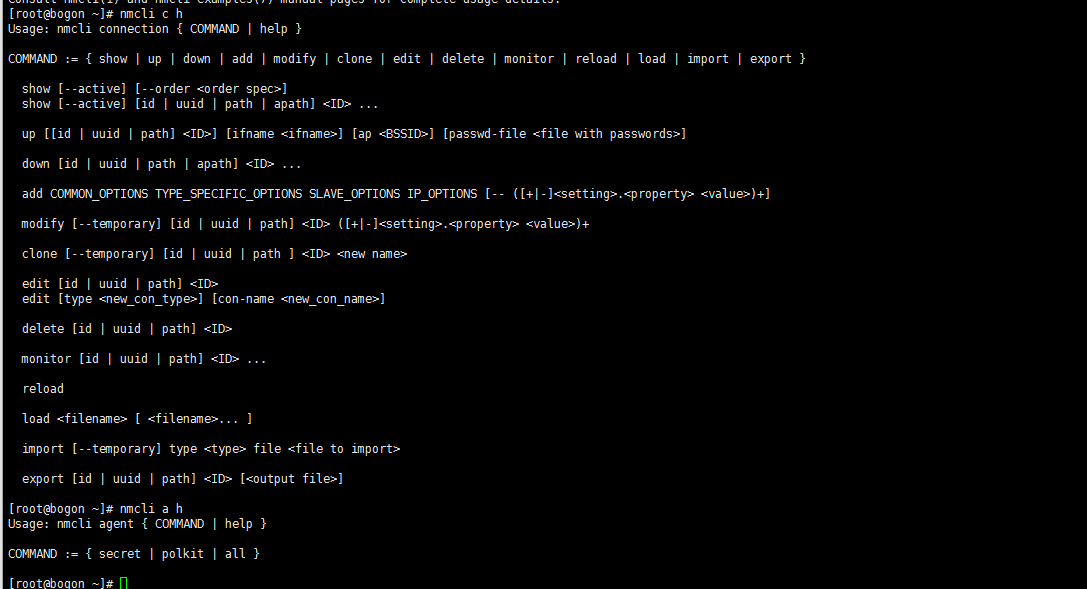 Consult nmcli(1) and nmcli-examples(7) manual pages for complete usage details.
[root@bogon ~]# nmcli c h
Usage: nmcli connection { COMMAND | help }
COMMAND := { show | up | down | add | modify | clone | edit | delete | monitor | reload | load | import | export }
show [--active] [--order <order spec>]
show [--active] [id | uuid | path | apath] <ID> ...
up [[id | uuid | path] <ID>] [ifname <ifname>] [ap <BSSID>] [passwd-file <file with passwords>]
down [id | uuid | path | apath] <ID> ...
add COMMON_OPTIONS TYPE_SPECIFIC_OPTIONS SLAVE_OPTIONS IP_OPTIONS [-- ([+|-]<setting>.<property> <value>)+]
modify [--temporary] [id | uuid | path] <ID> ([+|-]<setting>.<property> <value>)+
clone [--temporary] [id | uuid | path ] <ID> <new name>
edit [id | uuid | path] <ID>
edit [type <new_con_type>] [con-name <new_con_name>]
delete [id | uuid | path] <ID>
monitor [id | uuid | path] <ID> ...
reload
load <filename> [ <filename>... ]
import [--temporary] type <type> file <file to import>
export [id | uuid | path] <ID> [<output file>]
[root@bogon ~]# nmcli a h
Usage: nmcli agent { COMMAND | help }
COMMAND := { secret | polkit | all }
[root@bogon ~]#